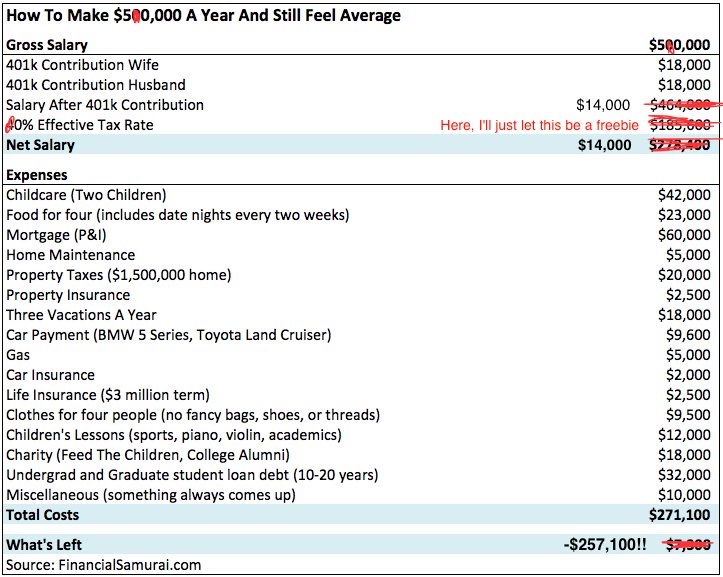 How To Make $500,000 A Year And Still Feel Average
Gross Salary $500,000
401k Contribution Wife $18,000
401k Contribution Husband $18,000
Salary After 401k Contribution $14,000 $464,000
40% Effective Tax Rate Here, I'll just let this be a freebie $185,600
Net Salary $14,000 $278,400
Expenses
Childcare (Two Children) $42,000
Food for four (includes date nights every two weeks) $23,000
Mortgage (P&I) $60,000
Home Maintenance $5,000
Property Taxes ($1,500,000 home) $20,000
Property Insurance $2,500
Three Vacations A Year $18,000
Car Payment (BMW 5 Series, Toyota Land Cruiser) $9,600
Gas $5,000
Car Insurance $2,000
Life Insurance ($3 million term) $2,500
Clothes for four people (no fancy bags, shoes, or threads) $9,500
Children's Lessons (sports, piano, violin, academics) $12,000
Charity (Feed The Children, College Alumni) $18,000
Undergrad and Graduate student loan debt (10-20 years) $32,000
Miscellaneous (something always comes up) $10,000
Total Costs $271,100
What's Left -$257,100!! $7,300
Source: FinancialSamurai.com